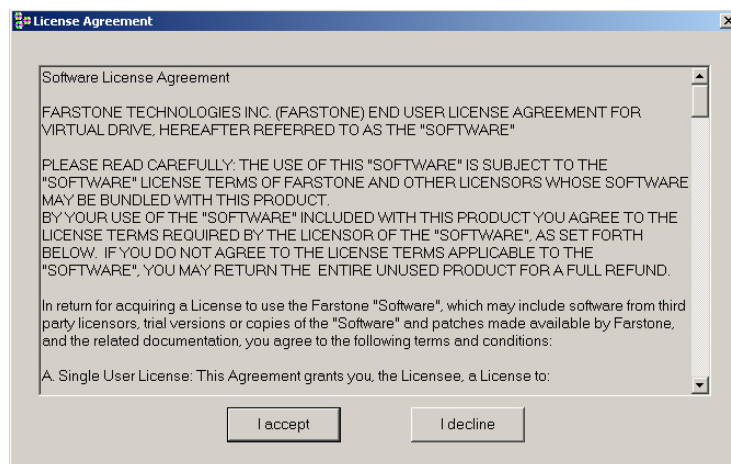 License Agreement
Software License Agreement
FARSTONE TECHNOLOGIES INC. (FARSTONE) END USER LICENSE AGREEMENT FOR
VIRTUAL DRIVE, HEREAFTER REFERRED TO AS THE "SOFTWARE"
PLEASE READ CAREFULLY: THE USE OF THIS "SOFTWARE" IS SUBJECT TO THE
"SOFTWARE" LICENSE TERMS OF FARSTONE AND OTHER LICENSORS WHOSE SOFTWARE
MAY BE BUNDLED WITH THIS PRODUCT.
BY YOUR USE OF THE "SOFTWARE" INCLUDED WITH THIS PRODUCT YOU AGREE TO THE
LICENSE TERMS REQUIRED BY THE LICENSOR OF THE "SOFTWARE", AS SET FORTH
BELOW.  IF YOU DO NOT AGREE TO THE LICENSE TERMS APPLICABLE TO THE
"SOFTWARE", YOU MAY RETURN THE  ENTIRE UNUSED PRODUCT FOR A FULL REFUND.
In return for acquiring a License to use the Farstone "Software", which may include software from third
party licensors, trial versions or copies of the "Software" and patches made available by Farstone,
and the related documentation, you agree to the following terms and conditions:
A. Single User License: This Agreement grants you, the Licensee, a License to:
I accept
I decline